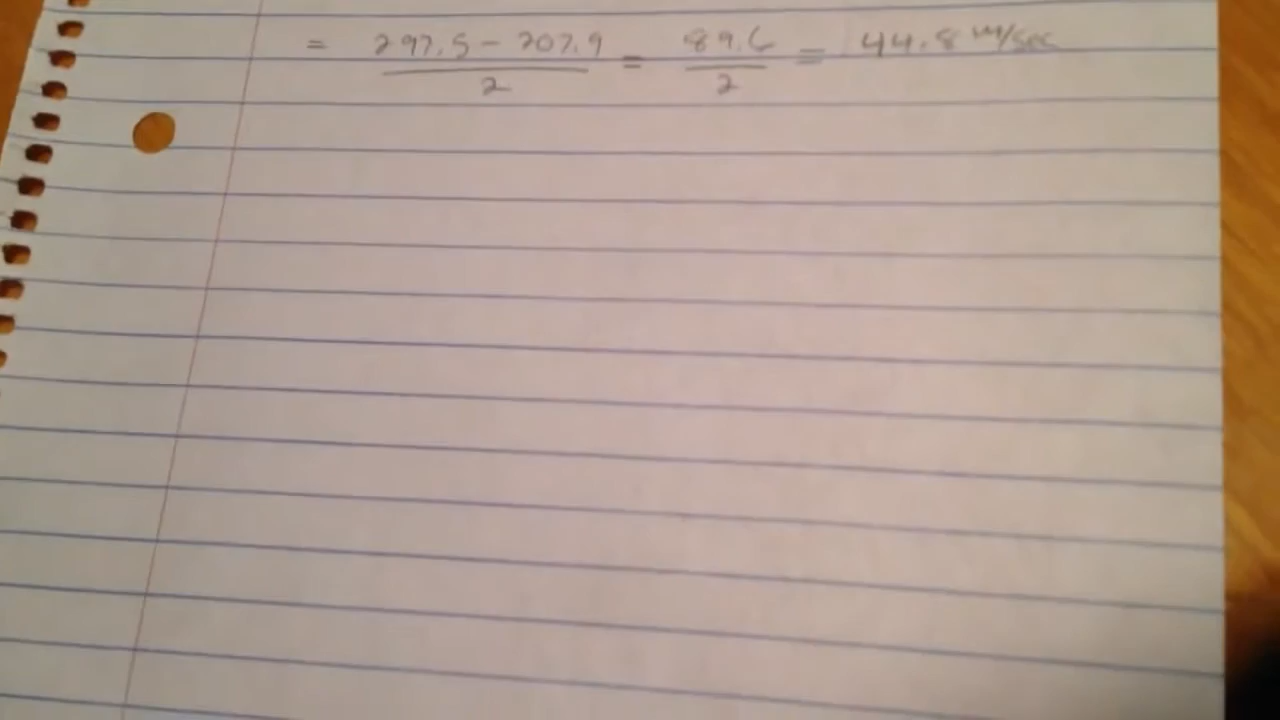 = 297.5 - 207.9 / 2 = 89.6 / 2 = 44.8 m/sec